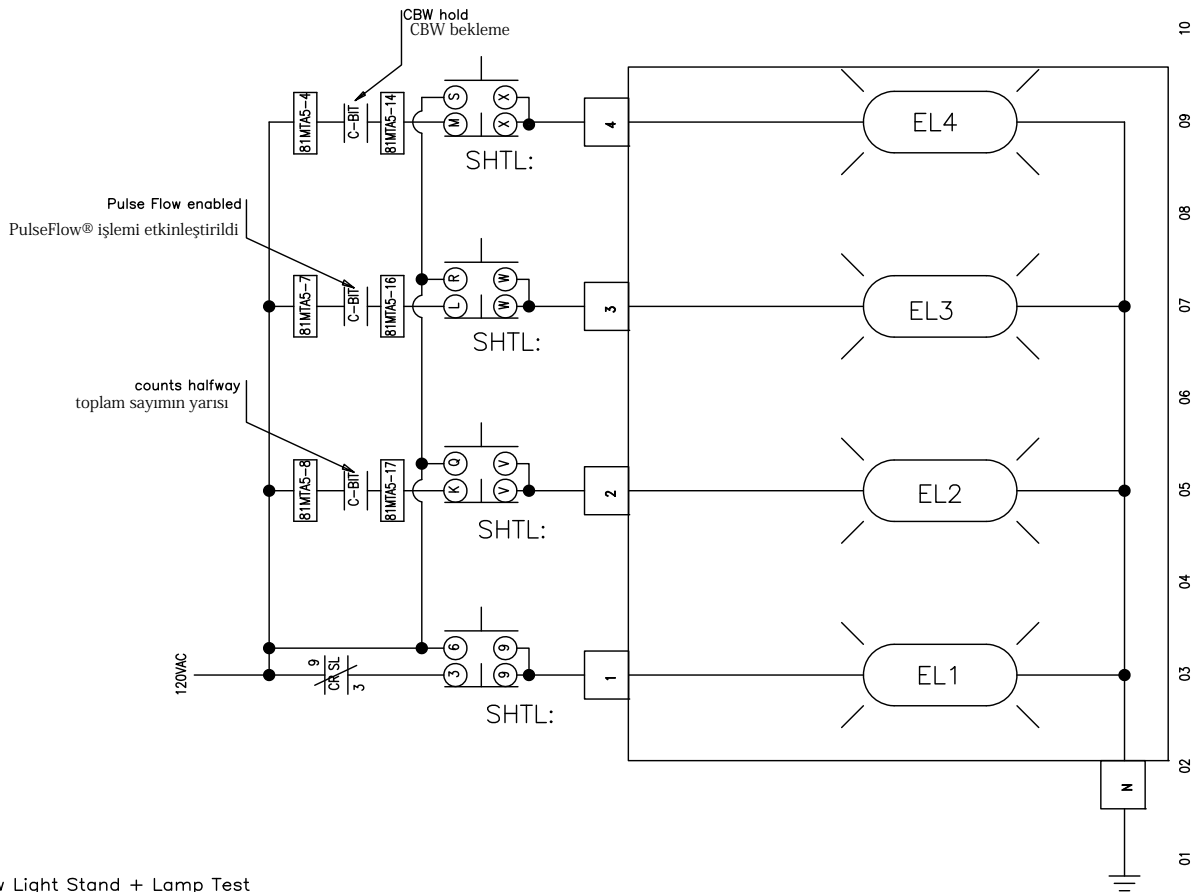 CBW hold
CBW bekleme
10
81MTA5-4
C-BIT
81MTA5-14
S
X
M
X
4
EL4
09
SHTL:
Pulse Flow enabled
PulseFlow® işlemi etkinleştirildi
08
81MTA5-7
C-BIT
81MTA5-16
R
W
L
W
3
EL3
07
SHTL:
counts halfway
toplam sayımın yarısı
06
81MTA5-8
C-BIT
81MTA5-17
Q
V
K
V
2
EL2
05
SHTL:
04
120VAC
9
CR SL
3
6
9
3
9
1
EL1
03
SHTL:
02
N
01
Light Stand + Lamp Test